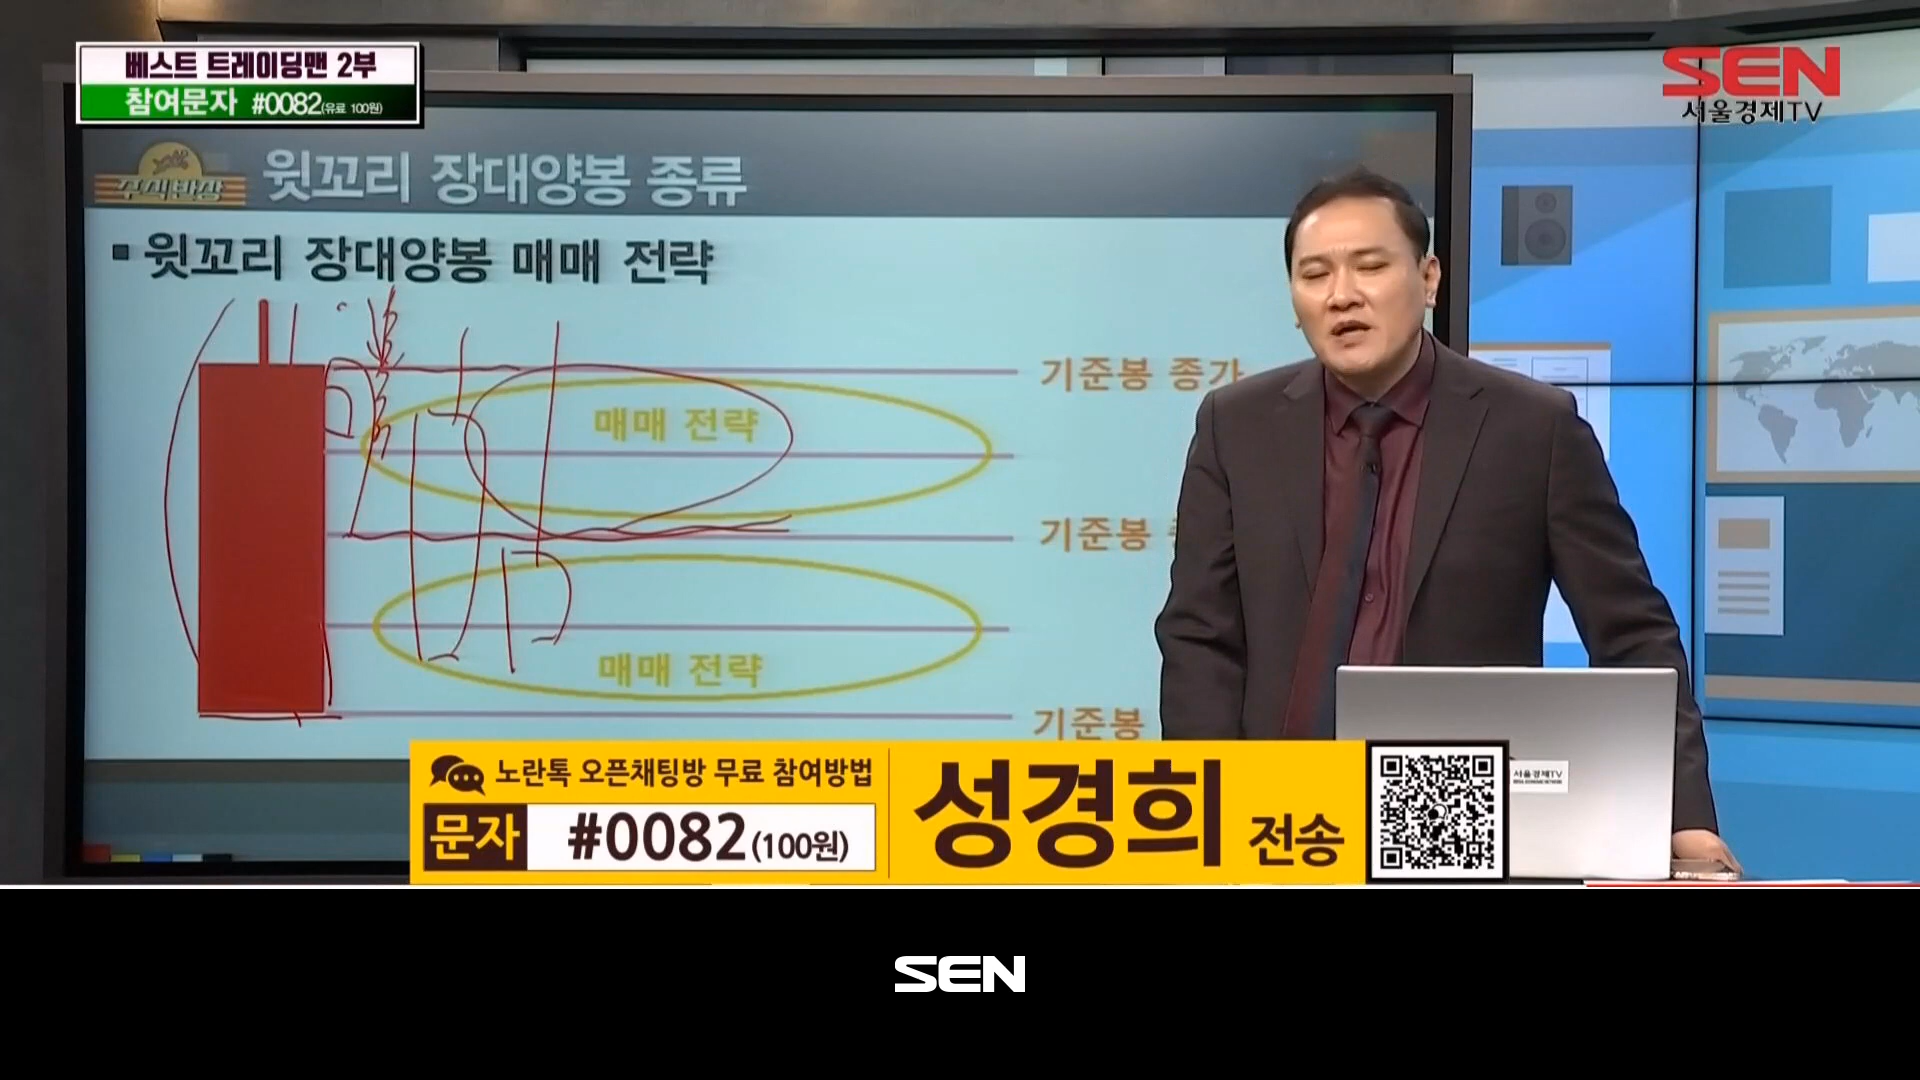 베스트 트레이딩맨 2부
참여문자 #0082(유료 100원)
SEN
서울경제TV
주식반상
윗꼬리 장대양봉 종류
▪ 윗꼬리 장대양봉 매매 전략
기준봉 종가
매매 전략
기준봉
매매 전략
기준봉
노란톡 오픈채팅방 무료 참여방법
문자 #0082(100원)
성경희 전송
서울경제TV
SEN